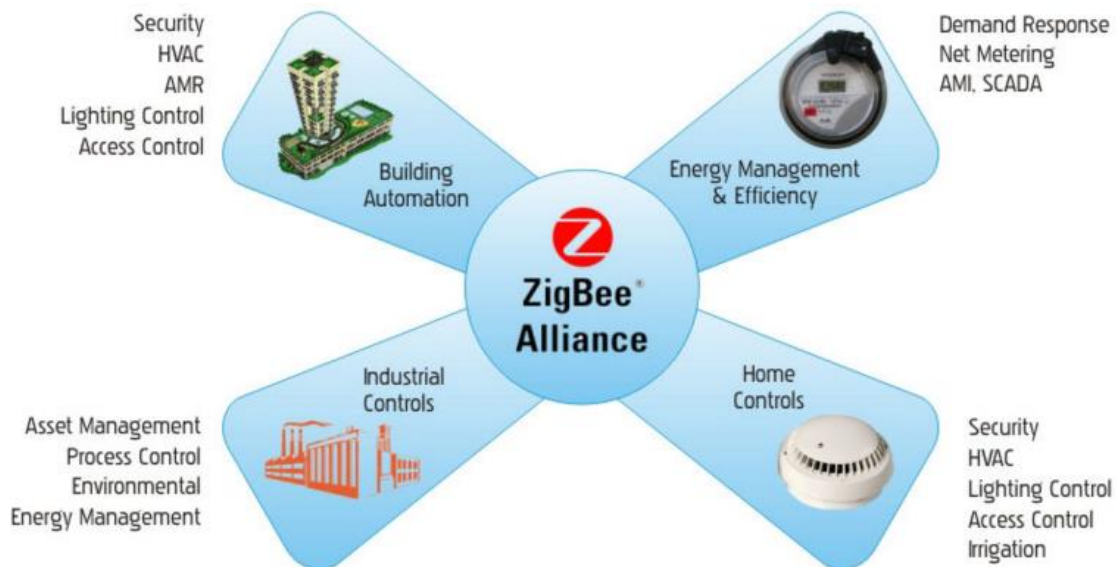 Security
HVAC
AMR
Lighting Control
Access Control
Building
Automation
Demand Response
Net Metering
AMI, SCADA
Energy Management
& Efficiency
ZigBee®
Alliance
Industrial
Controls
Asset Management
Process Control
Environmental
Energy Management
Home
Controls
Security
HVAC
Lighting Control
Access Control
Irrigation